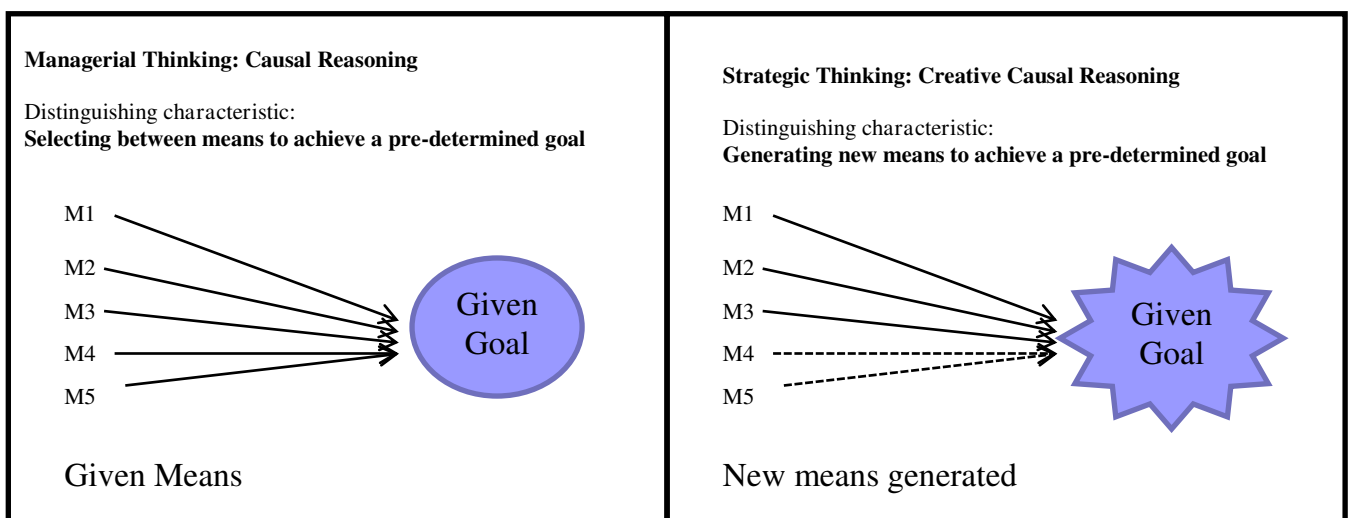 Managerial Thinking: Causal Reasoning
Distinguishing characteristic:
Selecting between means to achieve a pre-determined goal
M1
M2
M3
M4
M5
Given
Goal
Given Means
Strategic Thinking: Creative Causal Reasoning
Distinguishing characteristic:
Generating new means to achieve a pre-determined goal
M1
M2
M3
M4
M5
Given
Goal
New means generated